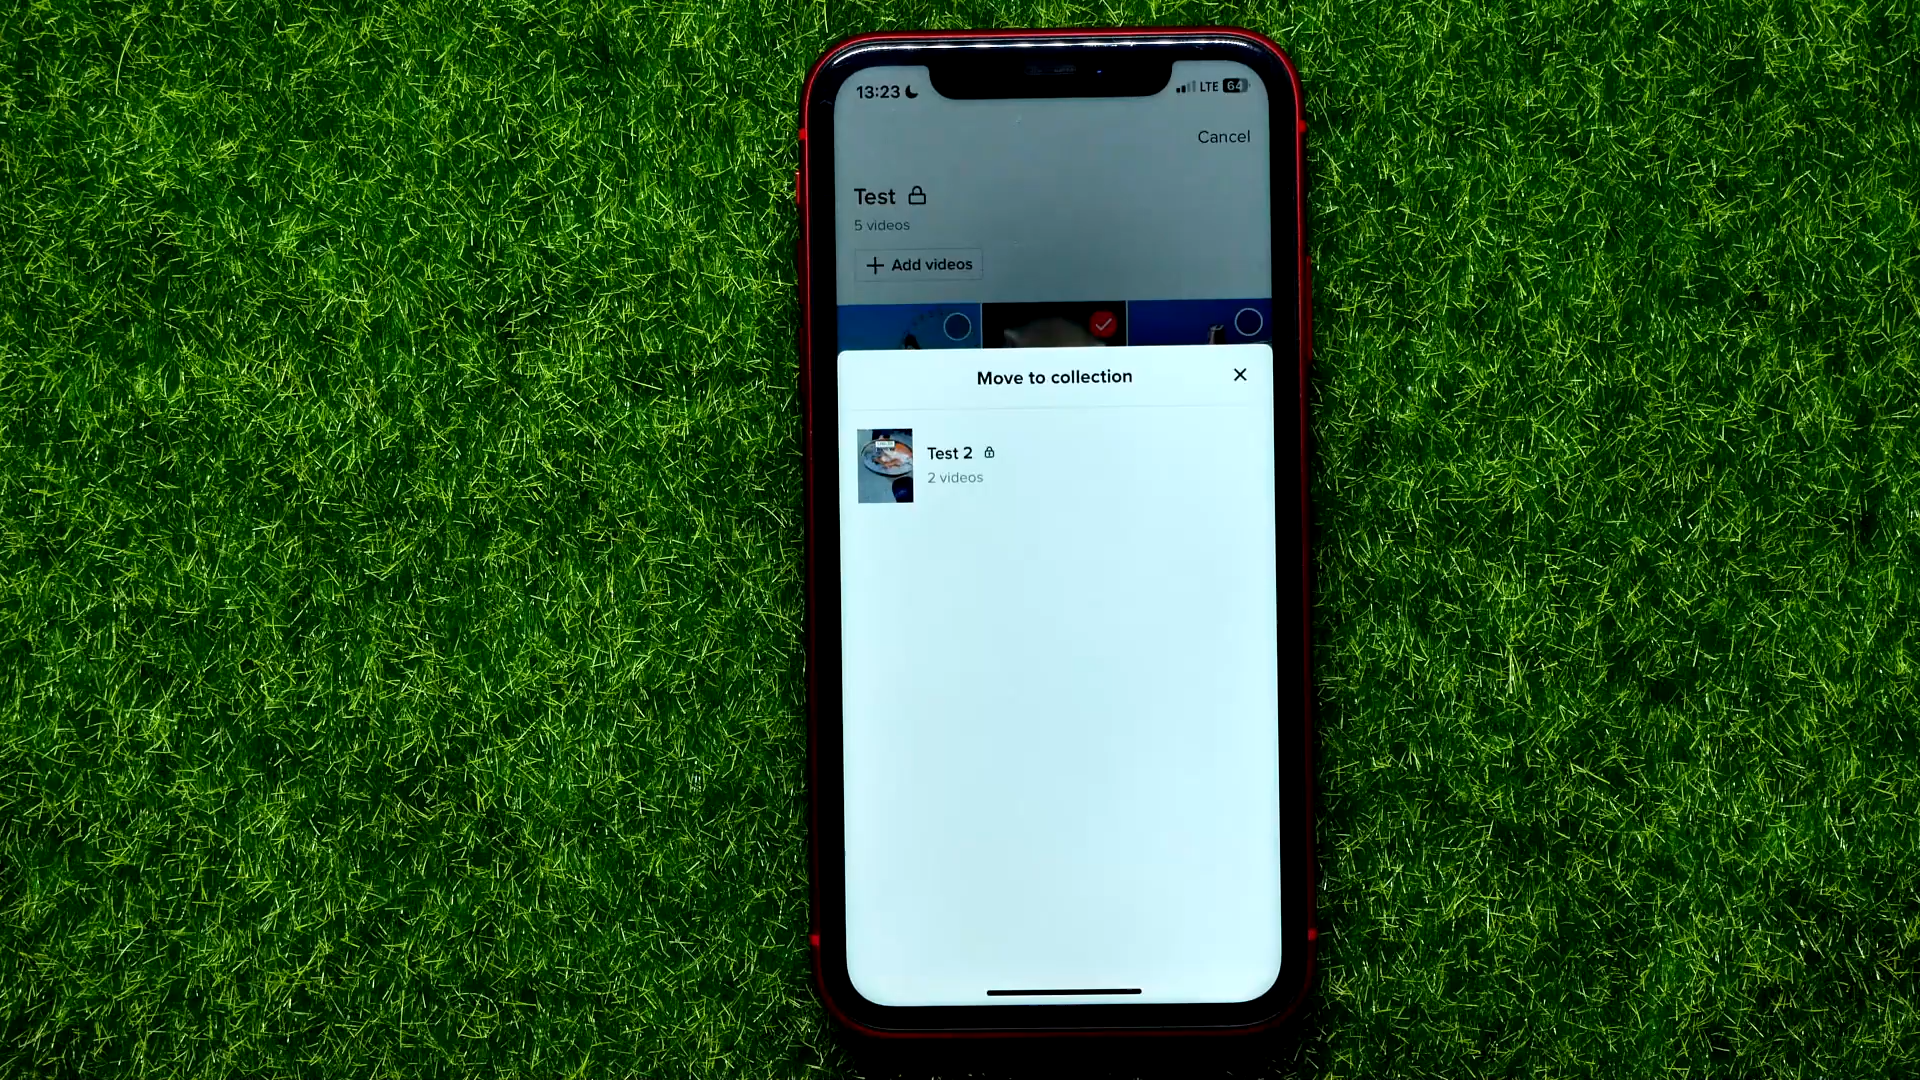 13:23 LTE 64
Cancel
Test
5 videos
+ Add videos
Move to collection
Test 2
2 videos